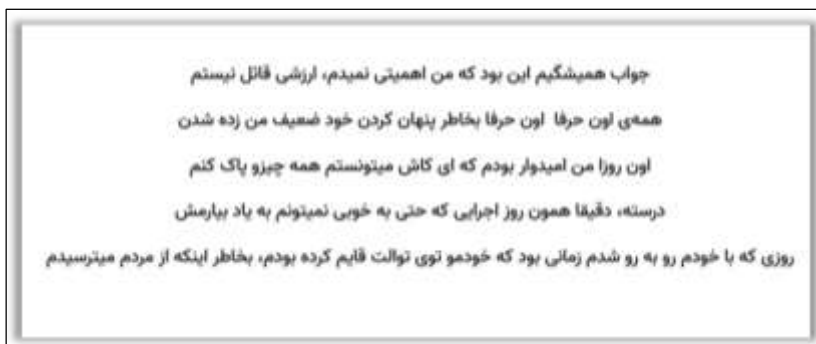 جواب همیشگیم این بود که من اهمیتی نمیدم، ارزشی قائل نیستم
همه‌ی اون حرفا اون حرفا بخاطر پنهان کردن خود ضعیف من زده شدن
اون روزا من امیدوار بودم که ای کاش میتونستم همه چیزو پاک کنم
درسته، دقیقا همون روز اجرایی که حتی به خوبی نمیتونم به یاد بیارمش
روزی که با خودم رو به رو شدم زمانی بود که خودمو توی توالت قایم کرده بودم، بخاطر اینکه از مردم میترسیدم